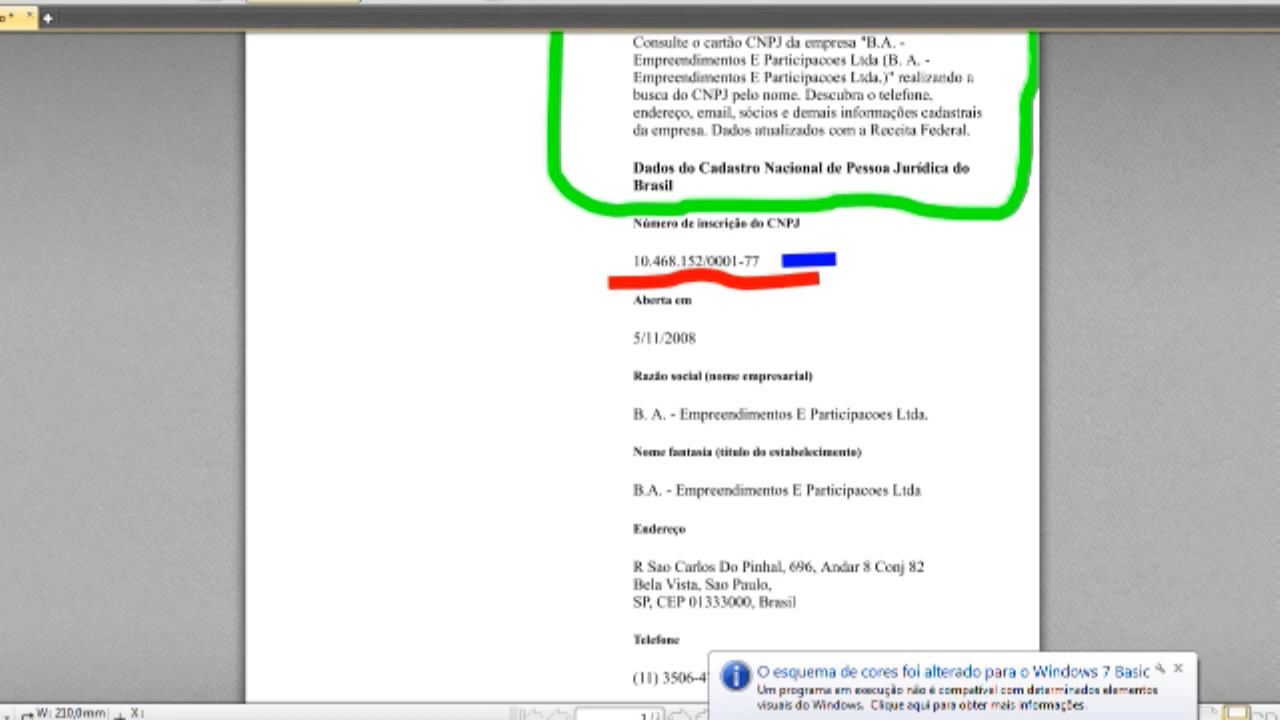 Consulte o cartão CNPJ da empresa "B.A. -
Empreendimentos E Participacoes Ltda (B. A. -
Empreendimentos E Participacoes Ltda.)" realizando a
busca do CNPJ pelo nome. Descubra o telefone,
endereço, email, sócios e demais informações cadastrais
da empresa. Dados atualizados com a Receita Federal.
Dados do Cadastro Nacional de Pessoa Jurídica do
Brasil
Número de inscrição do CNPJ
10.468.152/0001-77
Aberta em
5/11/2008
Razão social (nome empresarial)
B. A. - Empreendimentos E Participacoes Ltda.
Nome fantasia (título do estabelecimento)
B.A. - Empreendimentos E Participacoes Ltda
Endereço
R Sao Carlos Do Pinhal, 696, Andar 8 Conj 82
Bela Vista, Sao Paulo,
SP, CEP 01333000, Brasil
Telefone
(11) 3506-4
O esquema de cores foi alterado para o Windows 7 Basic
Um programa em execução não é compatível com determinados elementos
visuais do Windows. Clique aqui para obter mais informações.
W: 210,0mm X: